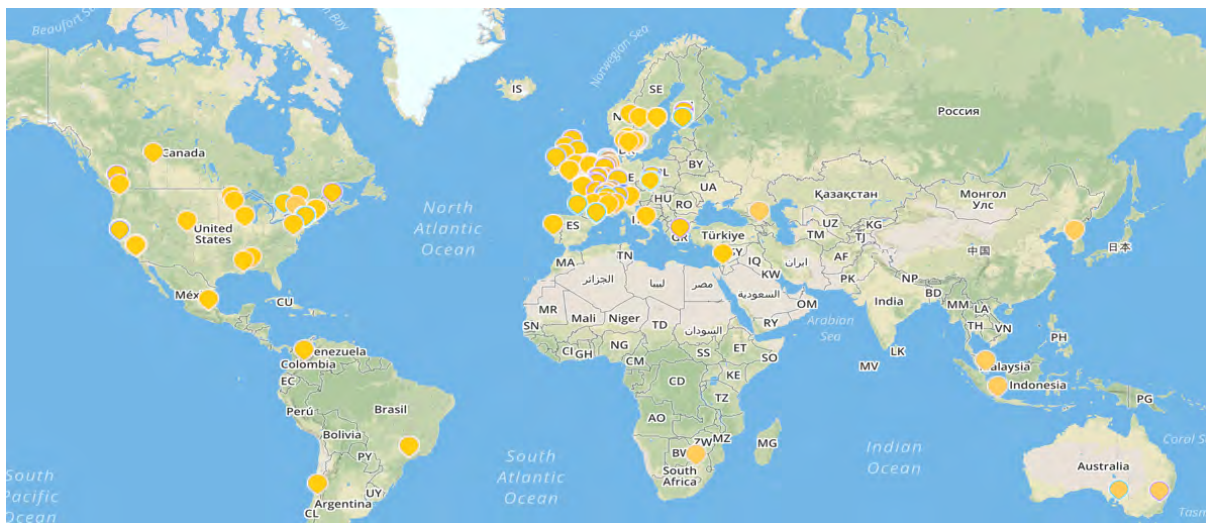 Beaufort S
Bay
Norwegian Sea
IS
SE
Россия
Canada
BY
UA
Қазақстан
Монгол
Улс
HU
RO
North
Atlantic
Ocean
United
States
ES
Türkiye
UZ
KG
TM
TJ
中国
日本
MA
TN
IQ
ایران
AF
Méx
CU
الجزائر
ليبيا
مصر
KW
السعودية
PK
NP
BD
India
MM
LA
MR
Mali
Niger
TD
السودان
OM
RY
Arabian
Sea
TH
VN
PH
SN
CI
GH
NG
CM
SS
ET
SO
LK
MV
Venezuela
Colombia
EC
Malaysia
Indonesia
CD
KE
TZ
PG
Perú
Brasil
Bolivia
AO
ZW
MZ
MG
PY
South
Atlantic
Ocean
South
Africa
Indian
Ocean
Australia
Coral S
South
Pacific
Ocean
UY
Argentina
CL
Tasm